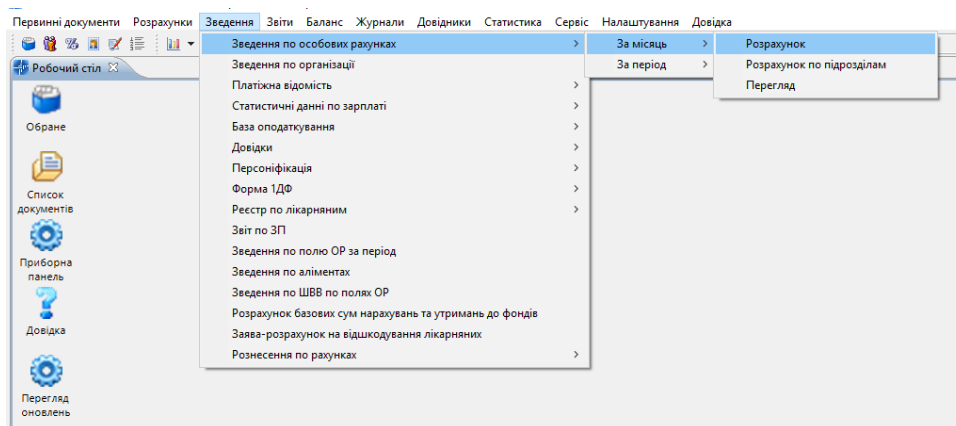 Первинні документи Розрахунки Зведення Звіти Баланс Журнали Довідники Статистика Сервіс Налаштування Довідка
Робочий стіл
Обране
Список
документів
Приборна
панель
Довідка
Перегляд
оновлень
Зведення по особових рахунках
Зведення по організації
Платіжна відомість
Статистичні данні по зарплаті
База оподаткування
Довідки
Персоніфікація
Форма 1ДФ
Реєстр по лікарняним
Звіт по ЗП
Зведення по полю ОР за період
Зведення по аліментах
Зведення по ШВВ по полях ОР
Розрахунок базових сум нарахувань та утримань до фондів
Заява-розрахунок на відшкодування лікарняних
Рознесення по рахунках
За місяць
За період
Розрахунок
Розрахунок по підрозділам
Перегляд